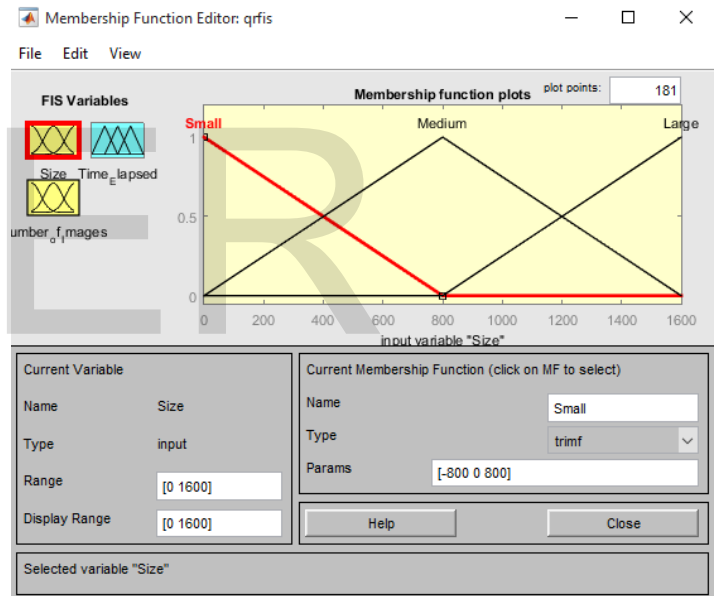 Membership Function Editor: qrfis
File Edit View
FIS Variables
Membership function plots
plot points:
181
Size
Time_Elapsed
umber_of_Images
Small
Medium
Large
1
0.5
0
0 200 400 600 800 1000 1200 1400 1600
input variable "Size"
ER
Current Variable
Name Size
Type input
Range [0 1600]
Display Range [0 1600]
Current Membership Function (click on MF to select)
Name Small
Type trimf
Params [-800 0 800]
Help Close
Selected variable "Size"